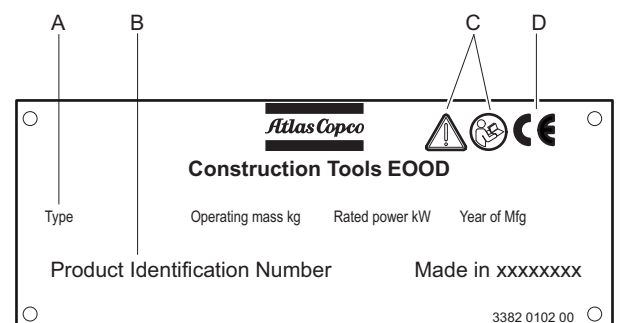 A B C D
Atlas Copco
CE
Construction Tools EOOD
Type Operating mass kg Rated power kW Year of Mfg
Product Identification Number Made in xxxxxxxx
3382 0102 00